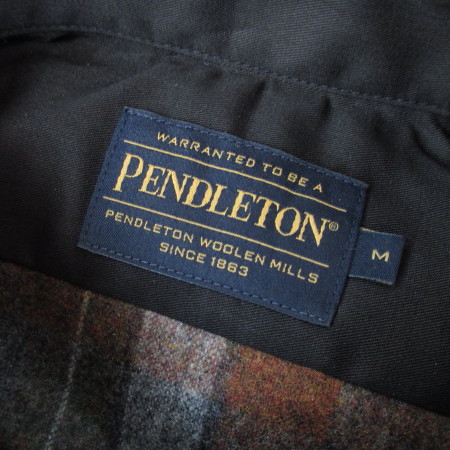 WARRANTED TO BE A
PENDLETON®
PENDLETON WOOLEN MILLS
SINCE 1863
M